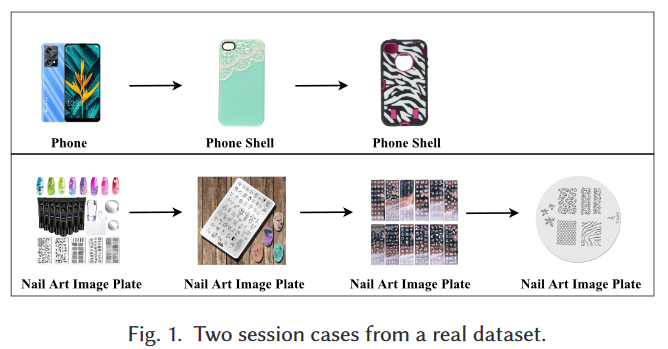 Phone
Phone Shell
Phone Shell
Nail Art Image Plate
Nail Art Image Plate
Nail Art Image Plate
Nail Art Image Plate
Fig. 1. Two session cases from a real dataset.